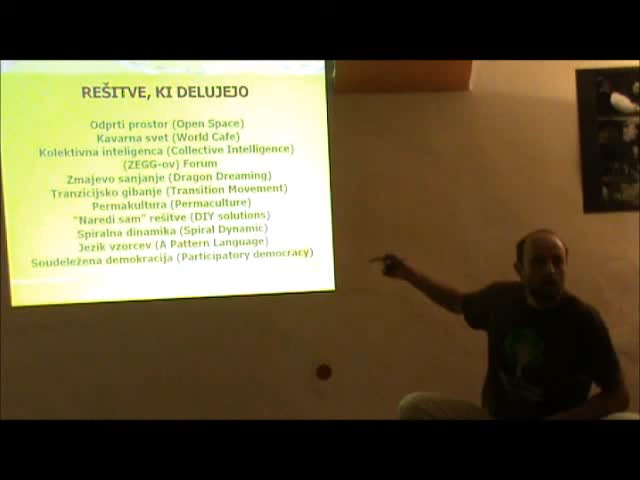 REŠITVE, KI DELUJEJO
Odprti prostor (Open Space)
Kavarna svet (World Cafe)
Kolektivna inteligenca (Collective Intelligence)
(ZEGG-ov) Forum
Zmajevo sanjanje (Dragon Dreaming)
Tranzicijsko gibanje (Transition Movement)
Permakultura (Permaculture)
"Naredi sam" rešitve (DIY solutions)
Spiralna dinamika (Spiral Dynamic)
Jezik vzorcev (A Pattern Language)
Soudeležena demokracija (Participatory democracy)